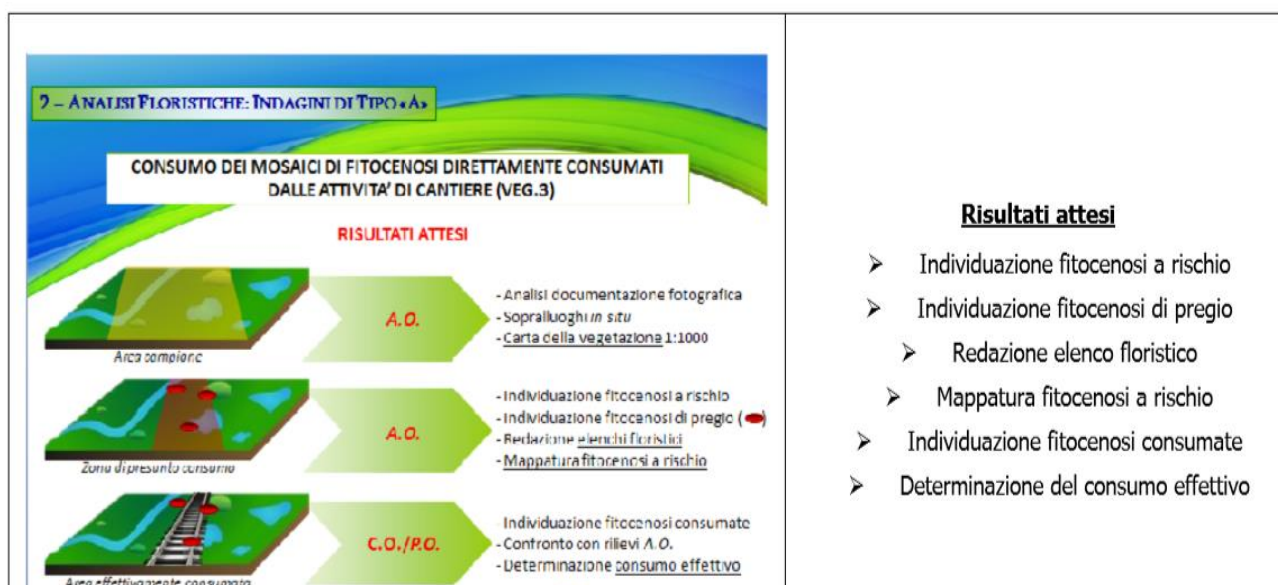 2 – ANALISI FLORISTICHE: INDAGINI DI TIPO «A»
CONSUMO DEI MOSAICI DI FITOCENOSI DIRETTAMENTE CONSUMATI
DALLE ATTIVITA' DI CANTIERE (VEG.3)
RISULTATI ATTESI
Area campione
A.O.
- Analisi documentazione fotografica
- Sopralluoghi in situ
- Carta della vegetazione 1:1000
Zona di presunto consumo
A.O.
- Individuazione fitocenosi a rischio
- Individuazione fitocenosi di pregio ( )
- Redazione elenchi floristici
- Mappatura fitocenosi a rischio
Area effettivamente consumata
C.O./P.O.
- Individuazione fitocenosi consumate
- Confronto con rilievi A.O.
- Determinazione consumo effettivo
Risultati attesi
➢ Individuazione fitocenosi a rischio
➢ Individuazione fitocenosi di pregio
➢ Redazione elenco floristico
➢ Mappatura fitocenosi a rischio
➢ Individuazione fitocenosi consumate
➢ Determinazione del consumo effettivo